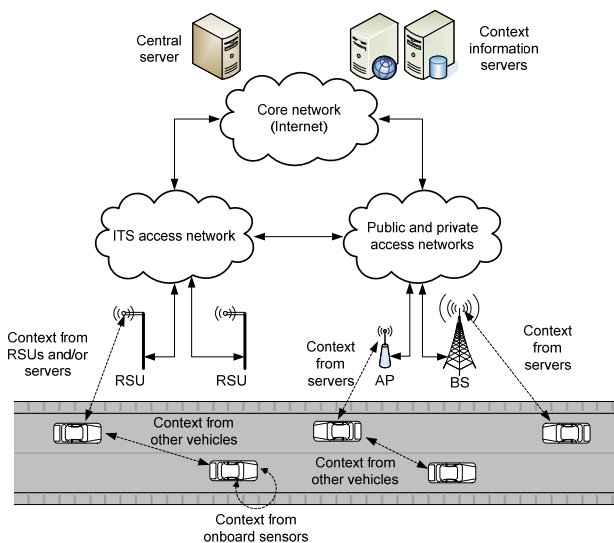 Central
server
Context
information
servers
Core network
(Internet)
ITS access network
Public and private
access networks
Context from
RSUs and/or
servers
RSU
RSU
Context
from
servers
AP
BS
Context
from
servers
Context from
other vehicles
Context from
other vehicles
Context from
onboard sensors